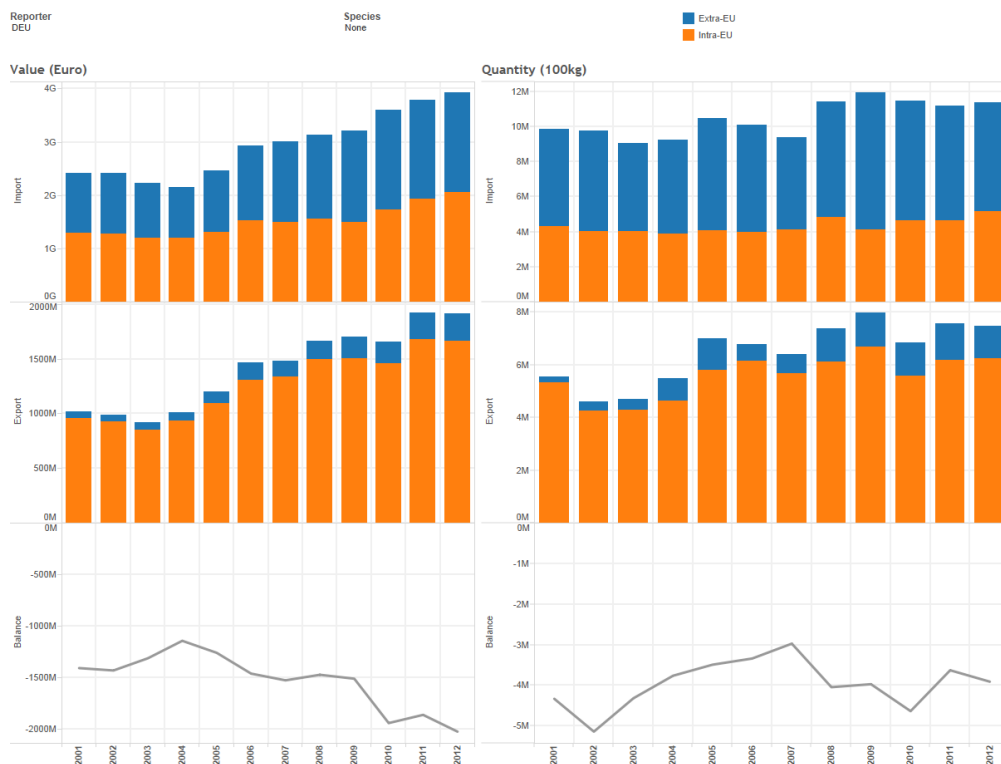 Reporter
DEU
Species
None
Extra-EU
Intra-EU
Value (Euro)
Quantity (100kg)
Import
4G
3G
2G
1G
0G
Import
12M
10M
8M
6M
4M
2M
0M
Export
2000M
1500M
1000M
500M
0M
Export
8M
6M
4M
2M
0M
Balance
0M
-500M
-1000M
-1500M
-2000M
Balance
0M
-1M
-2M
-3M
-4M
-5M
2001
2002
2003
2004
2005
2006
2007
2008
2009
2010
2011
2012
2001
2002
2003
2004
2005
2006
2007
2008
2009
2010
2011
2012